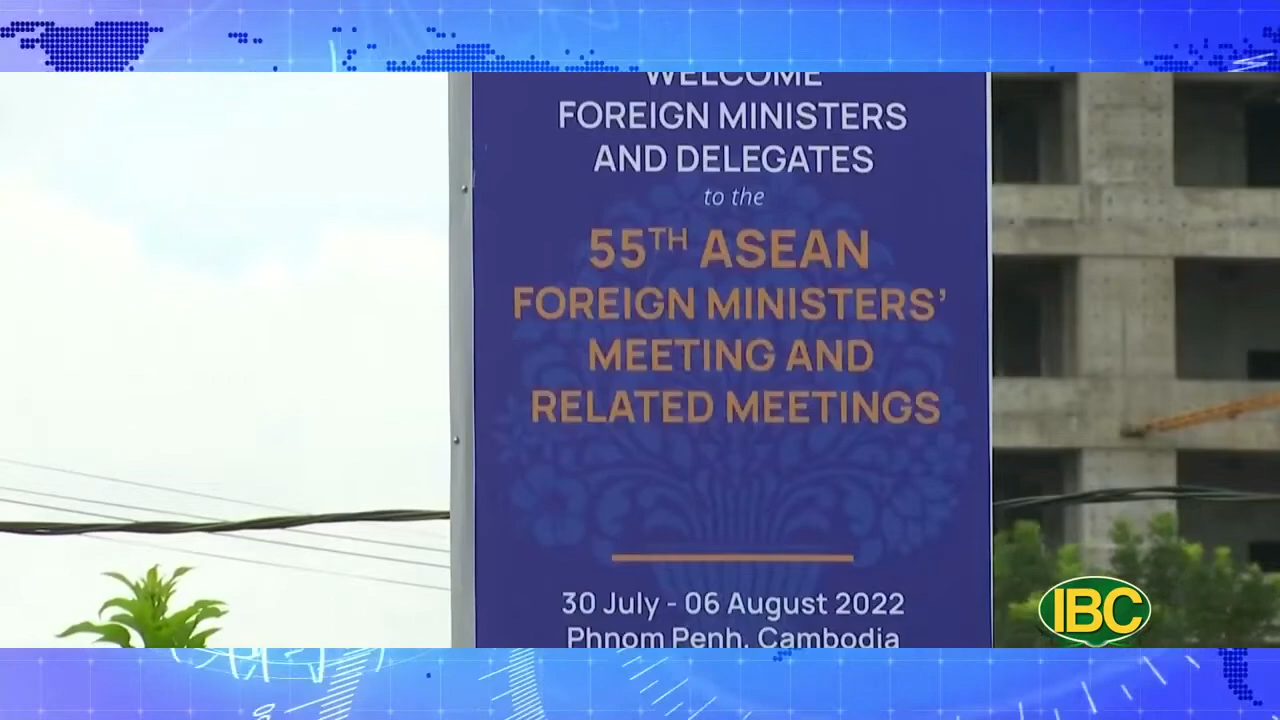 WELCOME
FOREIGN MINISTERS
AND DELEGATES
to the
55TH ASEAN
FOREIGN MINISTERS’
MEETING AND
RELATED MEETINGS
30 July - 06 August 2022
Phnom Penh, Cambodia
IBC